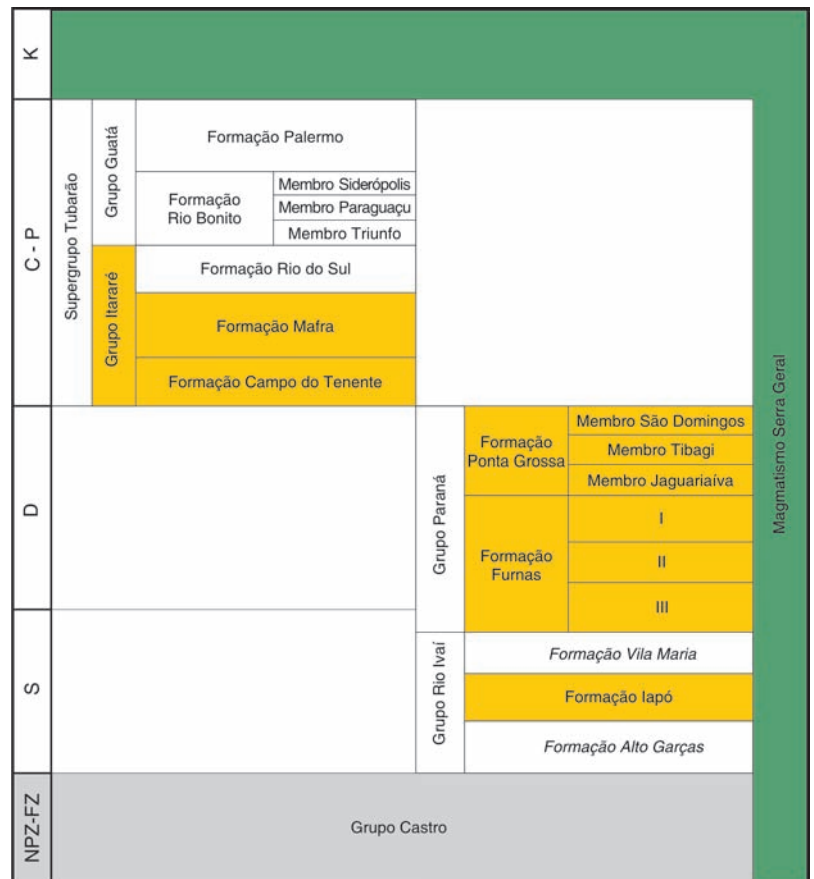 K
C - P
Supergrupo Tubarão
Grupo Guatá
Formação Palermo
Formação
Rio Bonito
Membro Siderópolis
Membro Paraguaçu
Membro Triunfo
Grupo Itararé
Formação Rio do Sul
Formação Mafra
Formação Campo do Tenente
D
Grupo Paraná
Formação
Ponta Grossa
Membro São Domingos
Membro Tibagi
Membro Jaguariaíva
Formação
Furnas
I
II
III
S
Grupo Rio Ivaí
Formação Vila Maria
Formação Iapó
Formação Alto Garças
NPZ-FZ
Grupo Castro
Magmatismo Serra Geral